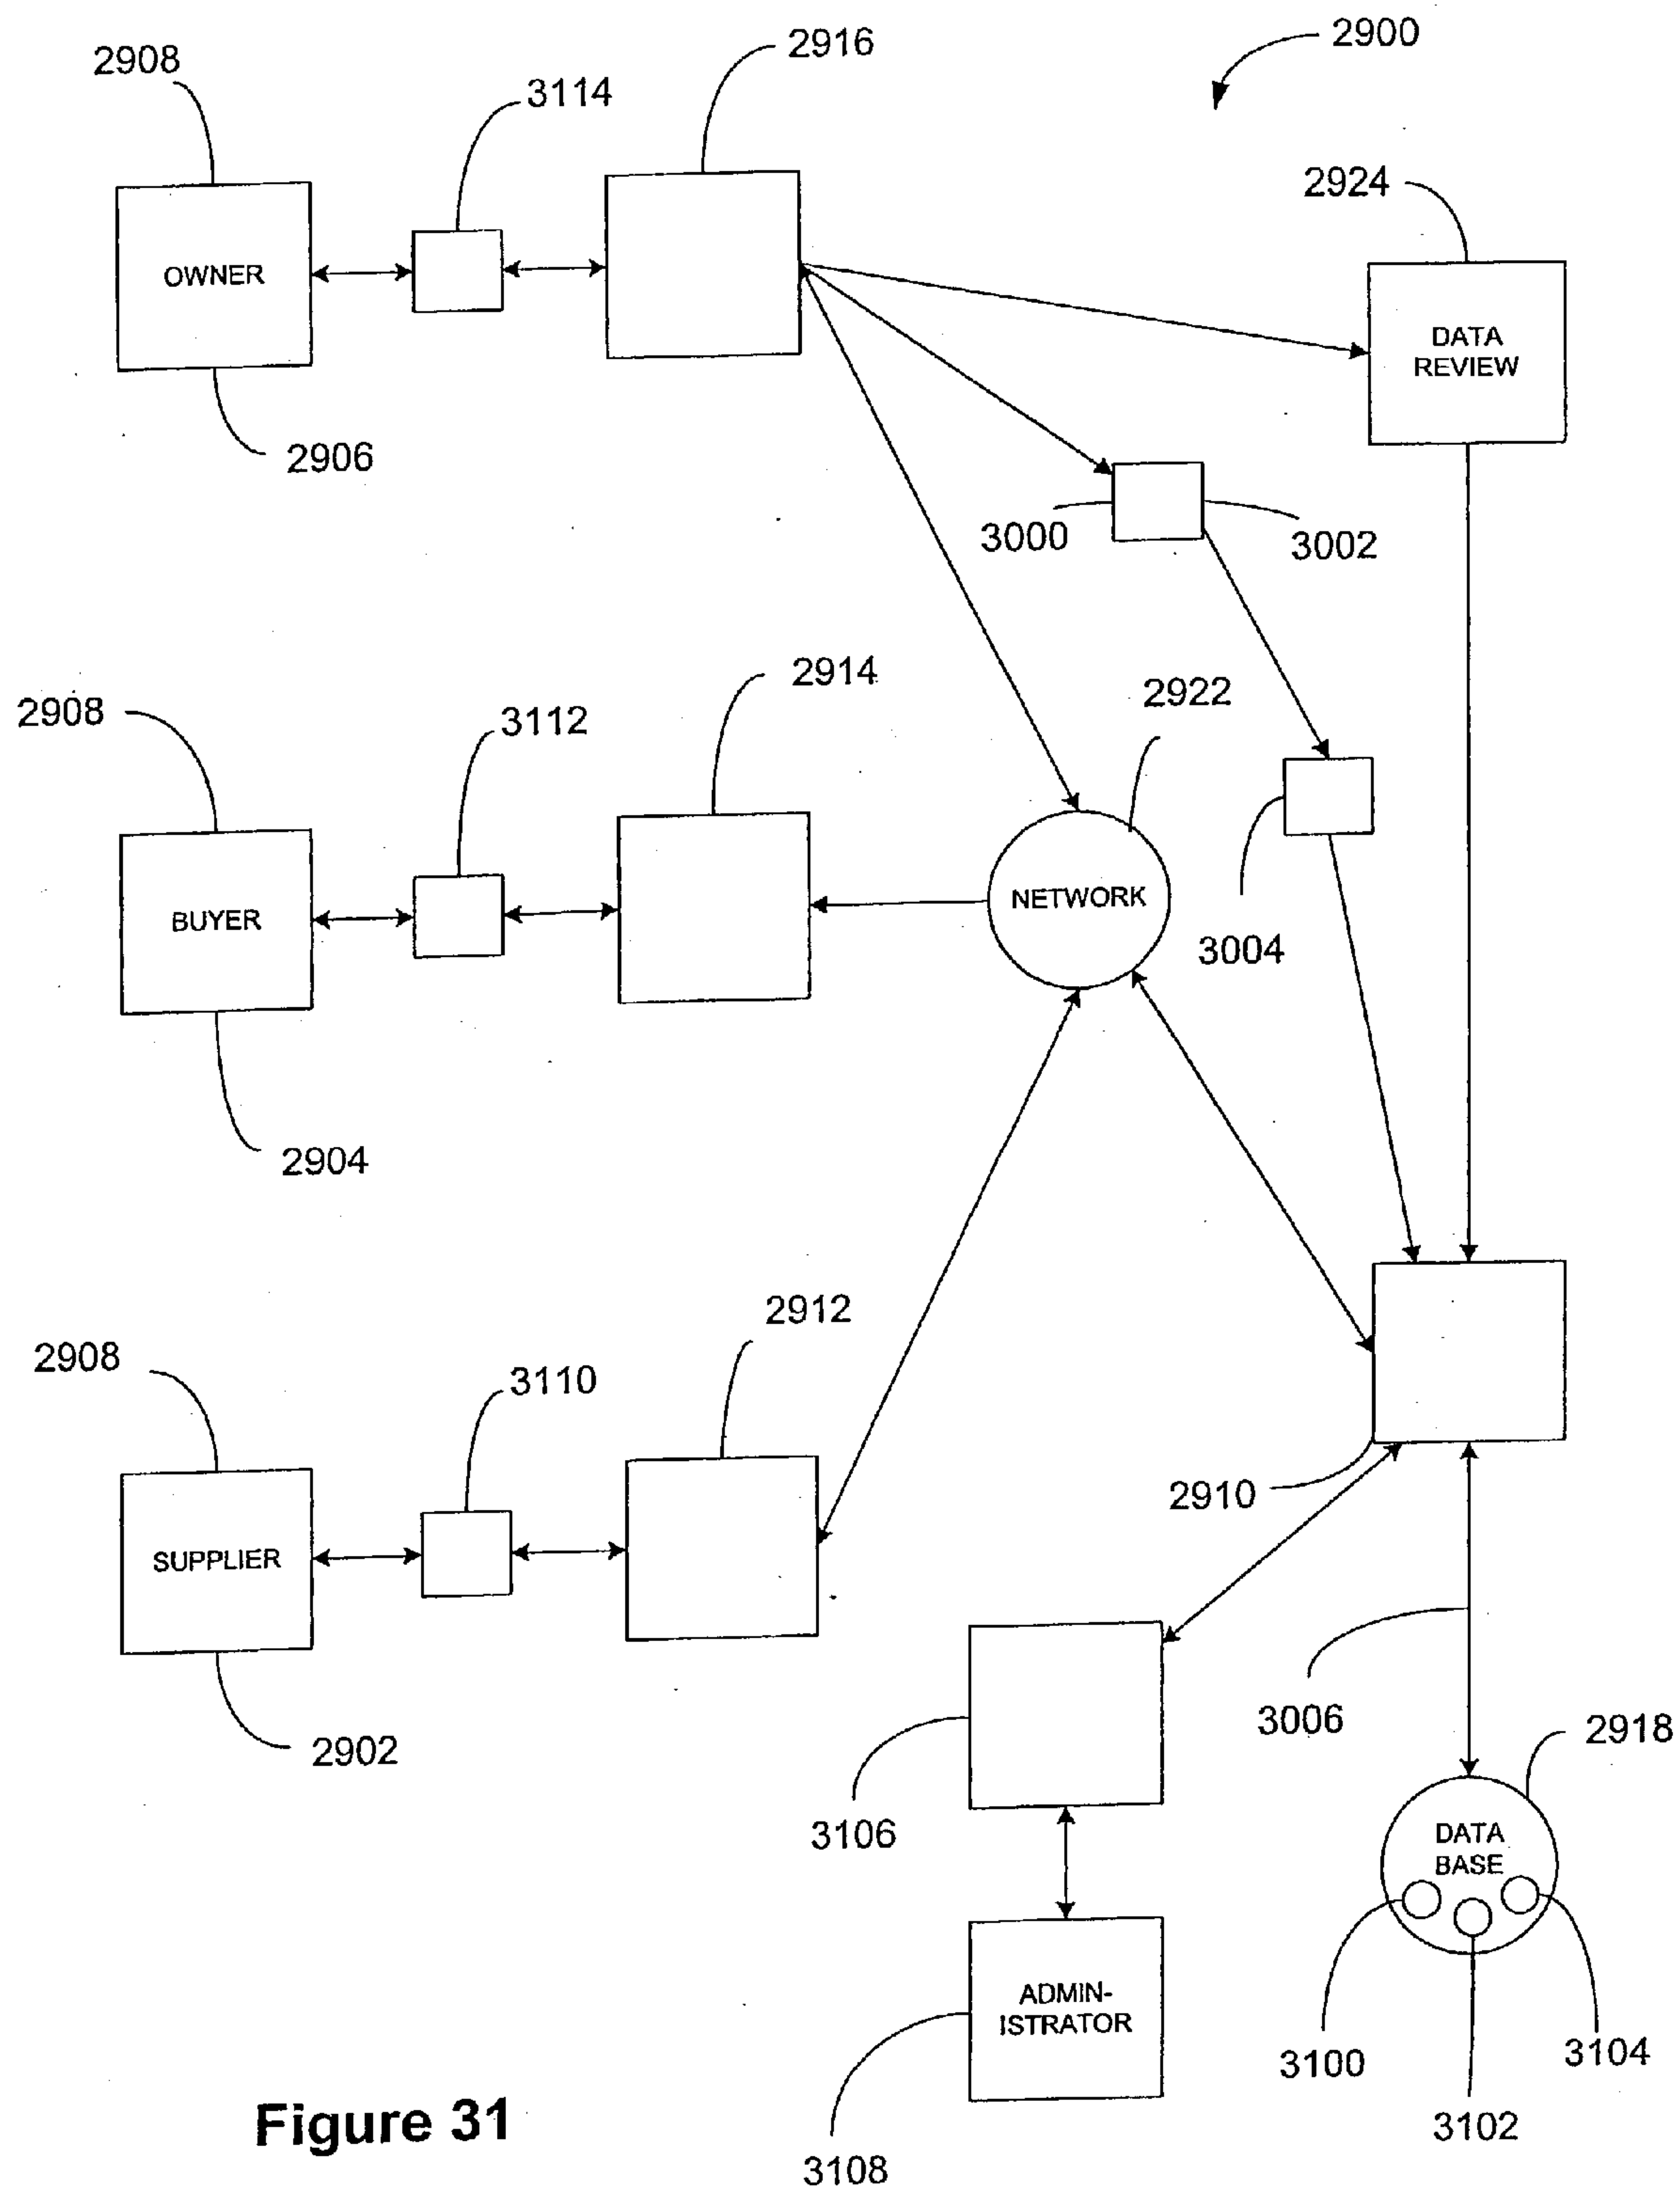 2900
2916
2908
3114
2924
OWNER
DATA
REVIEW
2906
3000
3002
2914
2922
2908
3112
NETWORK
BUYER
3004
2904
2912
2908
3110
2910
SUPPLIER
3006
2918
2902
3106
DATA
BASE
ADMIN-
ISTRATOR
3100
3104
3102
Figure 31
3108